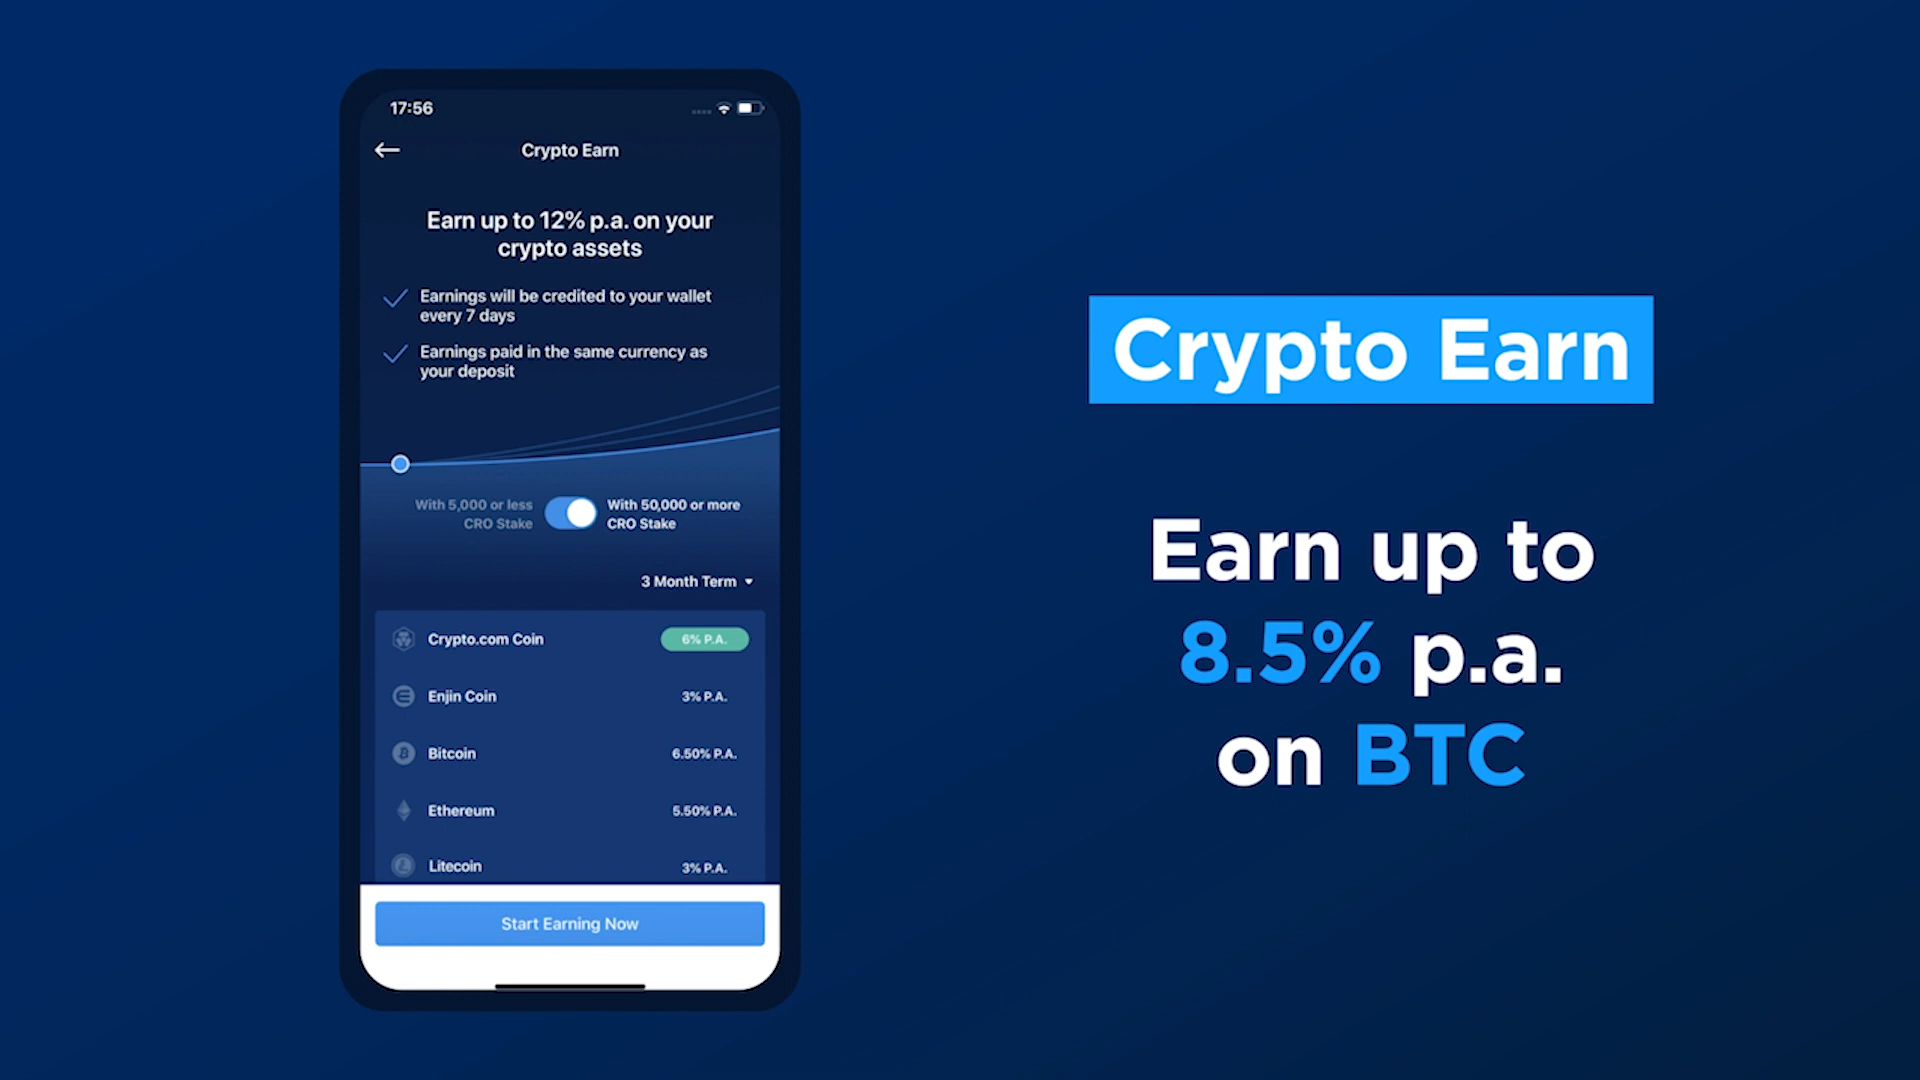 17:56
Crypto Earn
Earn up to 12% p.a. on your
crypto assets
Earnings will be credited to your wallet
every 7 days
Earnings paid in the same currency as
your deposit
With 5,000 or less
CRO Stake
With 50,000 or more
CRO Stake
3 Month Term
Crypto.com Coin 6% P.A.
Enjin Coin 3% P.A.
Bitcoin 6.50% P.A.
Ethereum 5.50% P.A.
Litecoin 3% P.A.
Start Earning Now
Crypto Earn
Earn up to
8.5% p.a.
on BTC